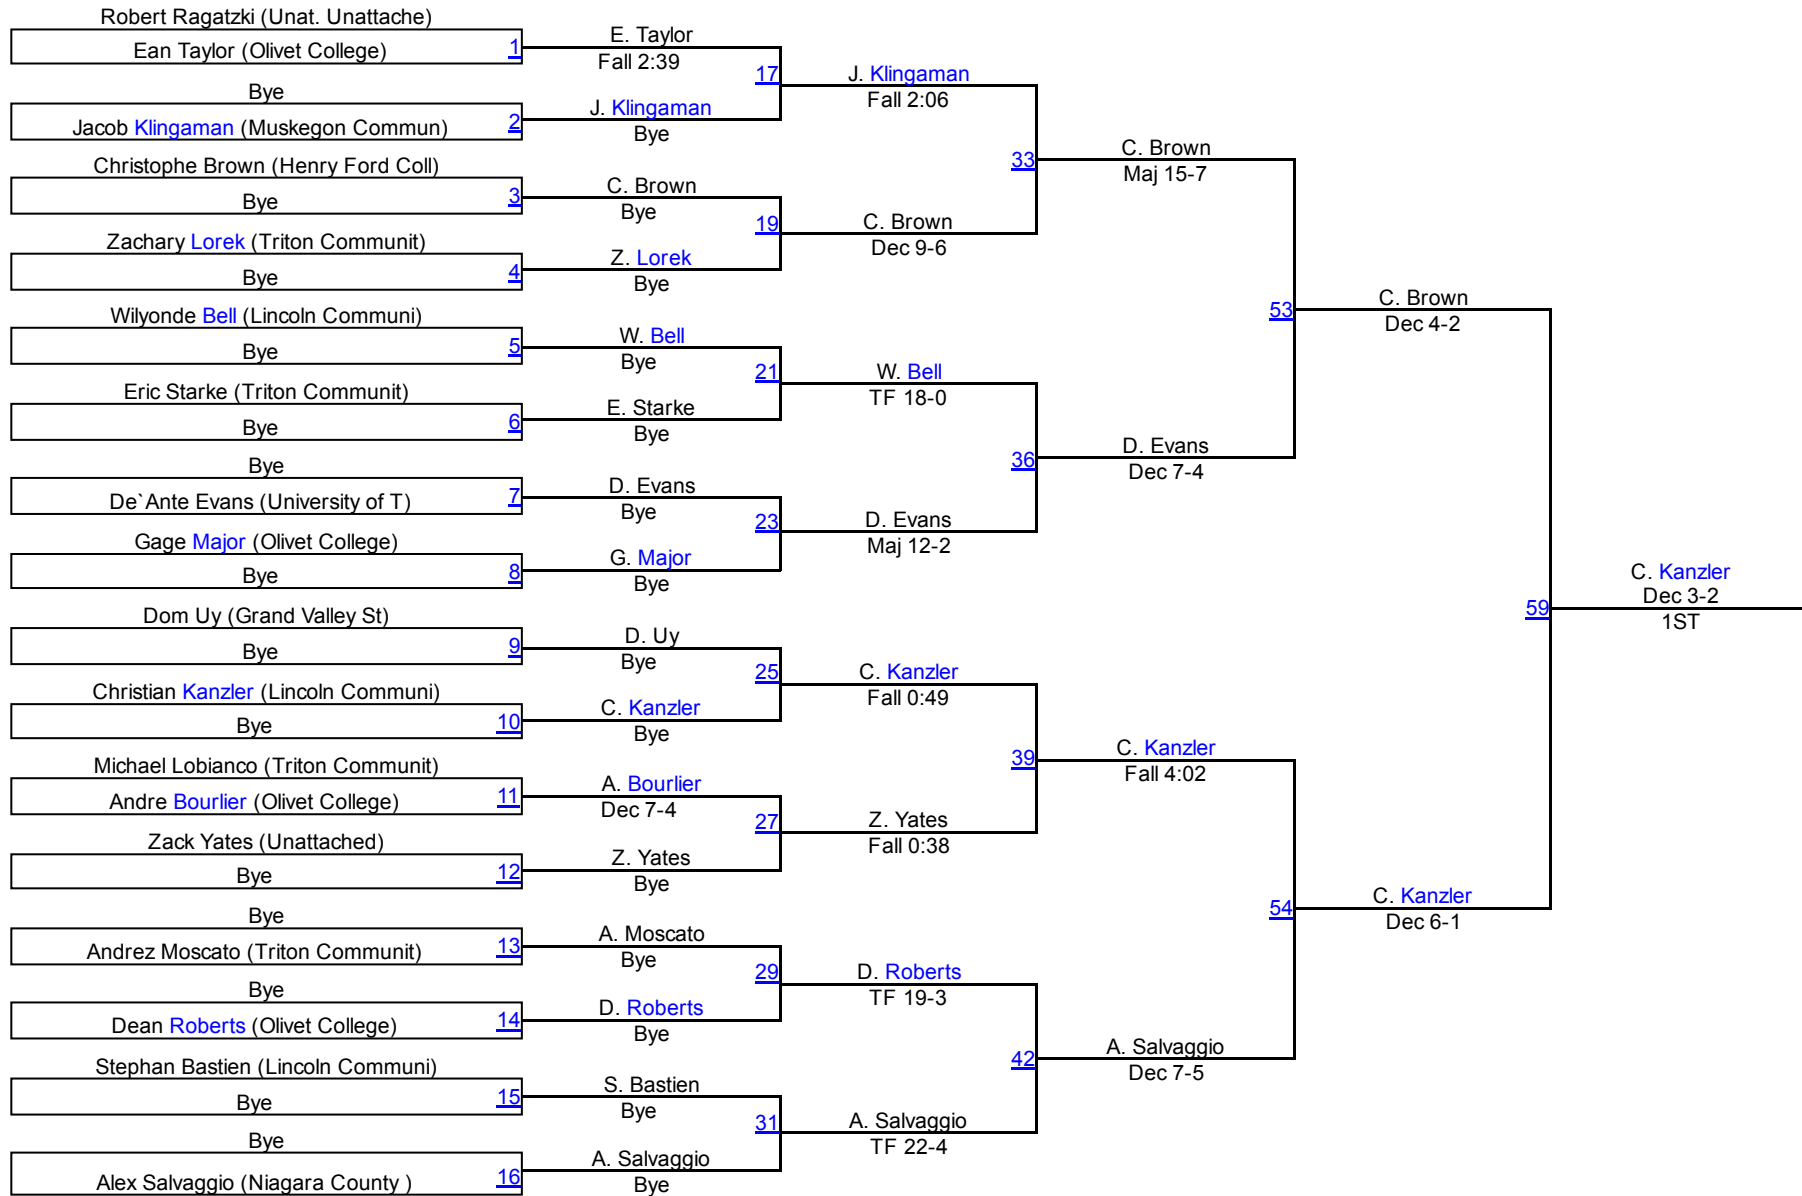 Robert Ragatzki (Unat. Unattache)
Ean Taylor (Olivet College)
1
Bye
Jacob Klingaman (Muskegon Commun)
2
Christophe Brown (Henry Ford Coll)
Bye
3
Zachary Lorek (Triton Communit)
Bye
4
Wilyonde Bell (Lincoln Communi)
Bye
5
Eric Starke (Triton Communit)
Bye
6
Bye
De`Ante Evans (University of T)
7
Gage Major (Olivet College)
Bye
8
Dom Uy (Grand Valley St)
Bye
9
Christian Kanzler (Lincoln Communi)
Bye
10
Michael Lobianco (Triton Communit)
Andre Bourlier (Olivet College)
11
Zack Yates (Unattached)
Bye
12
Bye
Andrez Moscato (Triton Communit)
13
Bye
Dean Roberts (Olivet College)
14
Stephan Bastien (Lincoln Communi)
Bye
15
Bye
Alex Salvaggio (Niagara County )
16
E. Taylor
Fall 2:39
17
J. Klingaman
Bye
C. Brown
Bye
19
Z. Lorek
Bye
W. Bell
Bye
21
E. Starke
Bye
D. Evans
Bye
23
G. Major
Bye
D. Uy
Bye
25
C. Kanzler
Bye
A. Bourlier
Dec 7-4
27
Z. Yates
Bye
A. Moscato
Bye
29
D. Roberts
Bye
S. Bastien
Bye
31
A. Salvaggio
Bye
J. Klingaman
Fall 2:06
33
C. Brown
Dec 9-6
W. Bell
TF 18-0
36
D. Evans
Maj 12-2
C. Kanzler
Fall 0:49
39
Z. Yates
Fall 0:38
D. Roberts
TF 19-3
42
A. Salvaggio
TF 22-4
C. Brown
Maj 15-7
53
D. Evans
Dec 7-4
C. Kanzler
Fall 4:02
54
A. Salvaggio
Dec 7-5
C. Brown
Dec 4-2
59
C. Kanzler
Dec 6-1
C. Kanzler
Dec 3-2
1ST